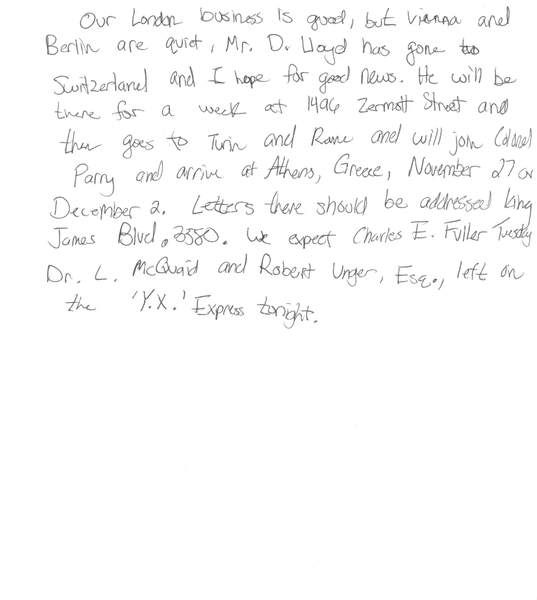 Our London business is good, but Vienna and
Berlin are quiet, Mr. D. Lloyd has gone to
Switzerland and I hope for good news. He will be
there for a week at 1496 Zermott Street and
then goes to Turin and Rome and will join Colonel
Parry and arrive at Athens, Greece, November 27 or
December 2. Letters there should be addressed king
James Blvd. 3580. We expect Charles E. Fuller Tuesday
Dr. L. McQuaid and Robert Unger, Esq., left on
the 'Y.X.' Express tonight.